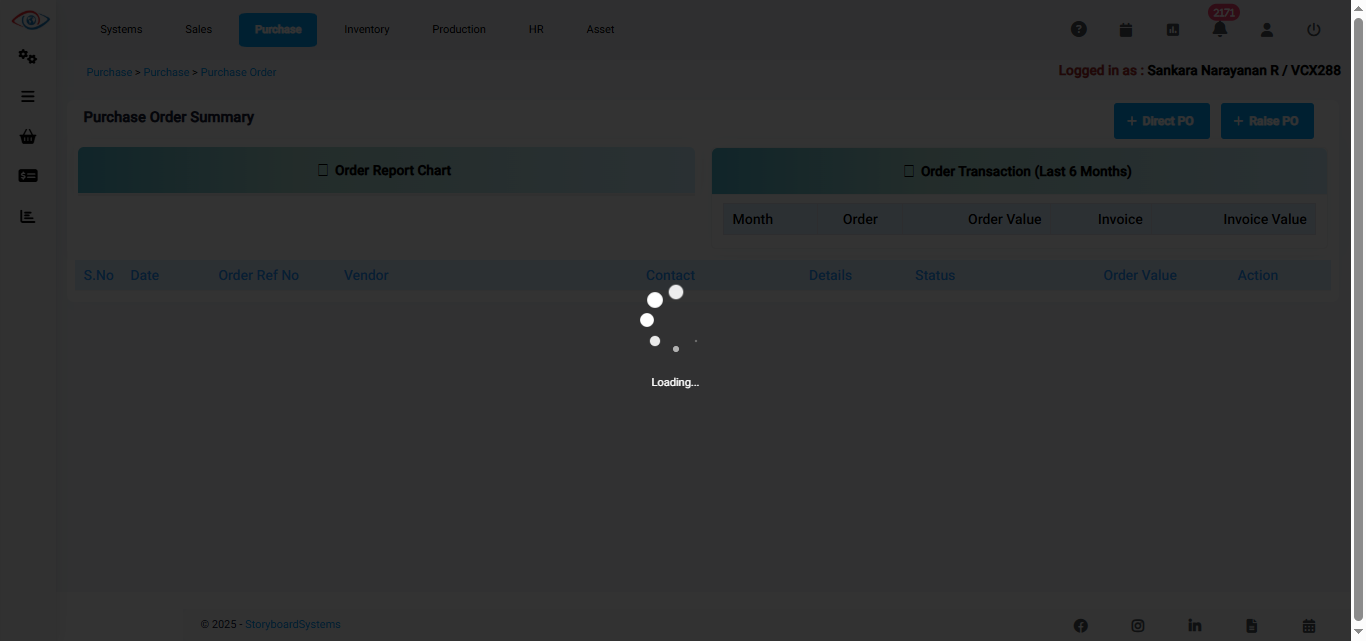 Systems Sales Purchase Inventory Production HR Asset 2171
Purchase > Purchase > Purchase Order
Logged in as : Sankara Narayanan R / VCX288
Purchase Order Summary
+ Direct PO
+ Raise PO
Order Report Chart
Order Transaction (Last 6 Months)
Month Order Order Value Invoice Invoice Value
S.No Date Order Ref No Vendor Contact Details Status Order Value Action
Loading...
© 2025 - StoryboardSystems